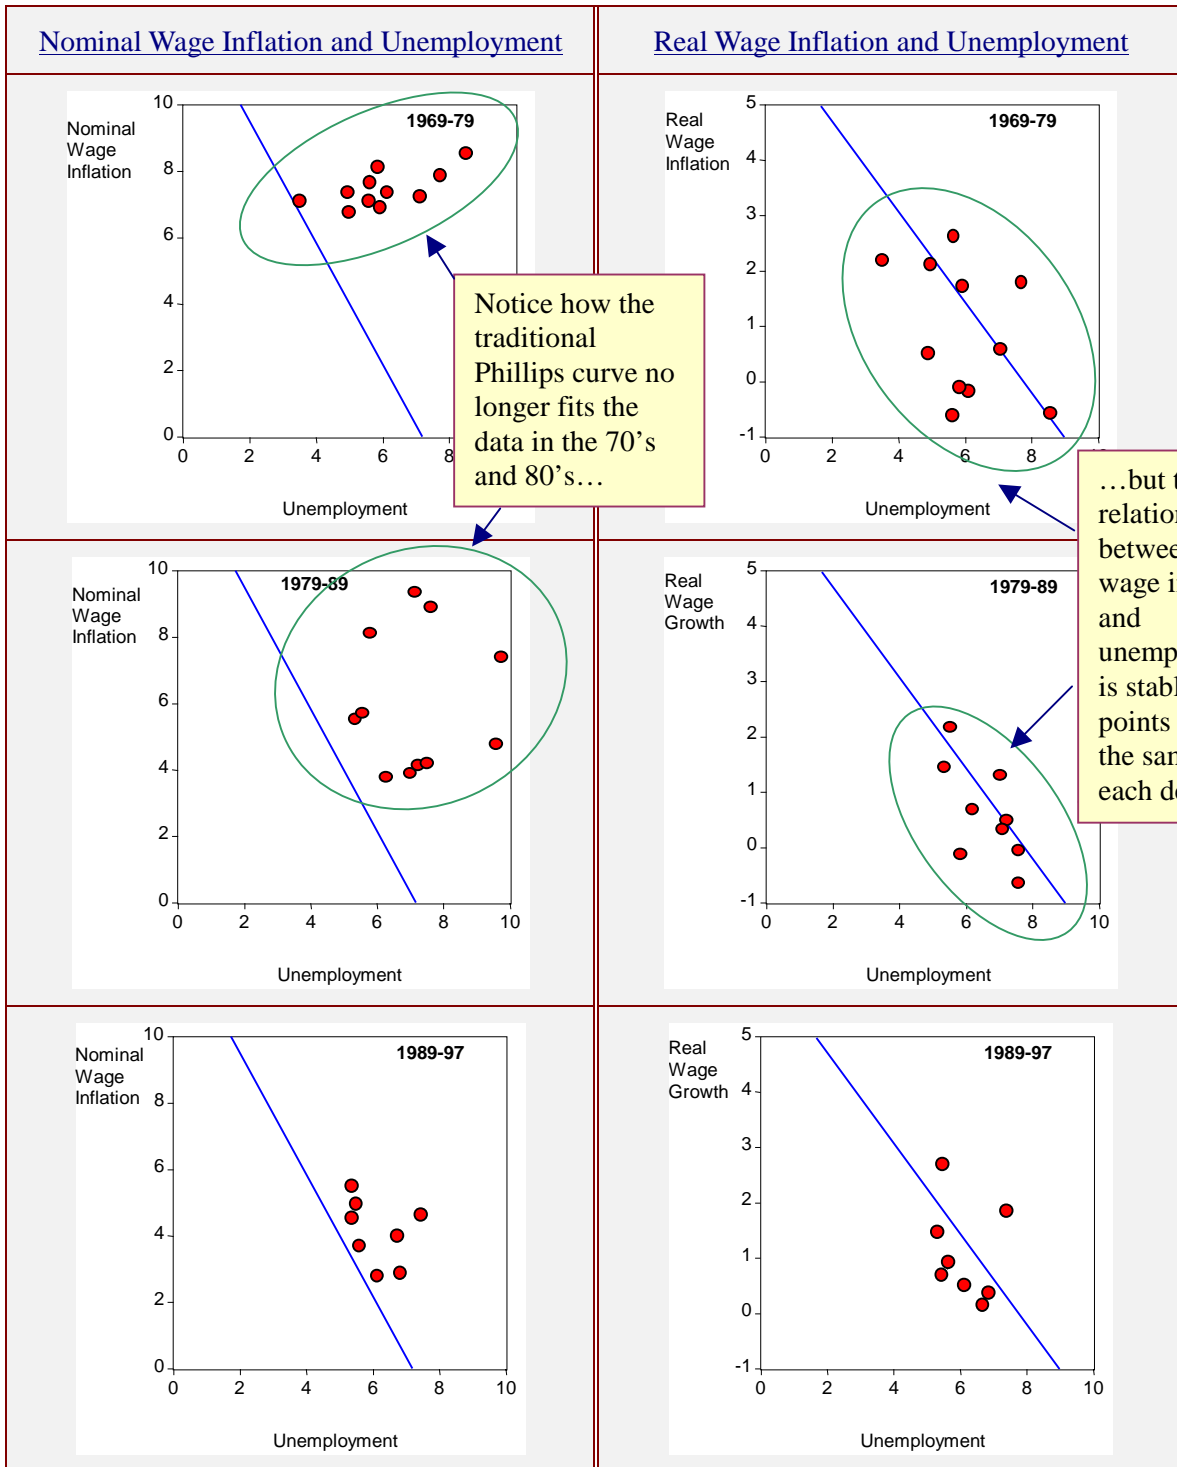 Nominal Wage Inflation and Unemployment
Real Wage Inflation and Unemployment
10
8
6
4
2
0
Nominal
Wage
Inflation
1969-79
0 2 4 6 8
Unemployment
5
4
3
2
1
0
-1
Real
Wage
Inflation
1969-79
0 2 4 6 8
Unemployment
Notice how the
traditional
Phillips curve no
longer fits the
data in the 70’s
and 80’s…
…but
relation
between
wage
and
unemp
is
points
the
each
10
8
6
4
2
0
Nominal
Wage
Inflation
1979-89
0 2 4 6 8 10
Unemployment
5
4
3
2
1
0
-1
Real
Wage
Growth
1979-89
0 2 4 6 8 10
Unemployment
10
8
6
4
2
0
Nominal
Wage
Inflation
1989-97
0 2 4 6 8 10
Unemployment
5
4
3
2
1
0
-1
Real
Wage
Growth
1989-97
0 2 4 6 8 10
Unemployment